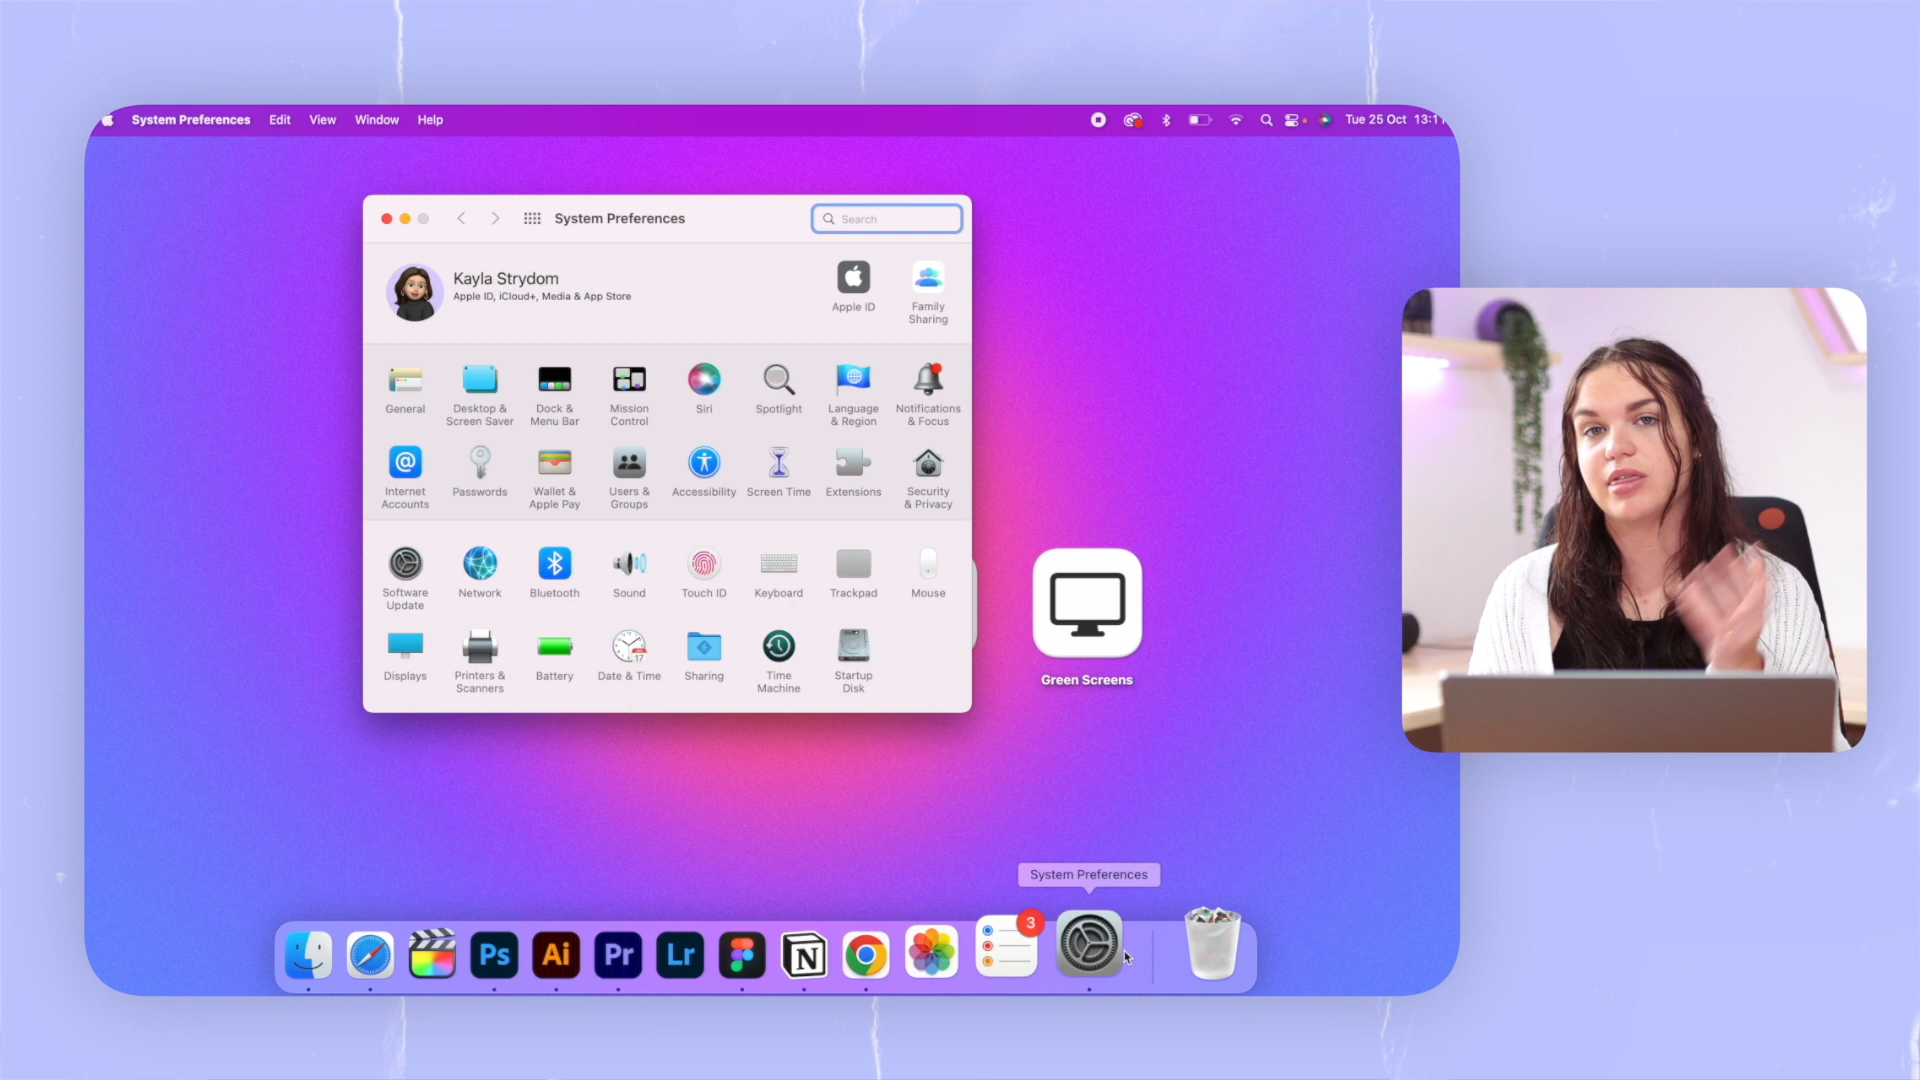 System Preferences Edit View Window Help Tue 25 Oct 13:1
System Preferences
Search
Kayla Strydom
Apple ID, iCloud+, Media & App Store
Apple ID
Family
Sharing
General
Desktop &
Screen Saver
Dock &
Menu Bar
Mission
Control
Siri
Spotlight
Language
& Region
Notifications
& Focus
Internet
Accounts
Passwords
Wallet &
Apple Pay
Users &
Groups
Accessibility
Screen Time
Extensions
Security
& Privacy
Software
Update
Network
Bluetooth
Sound
Touch ID
Keyboard
Trackpad
Mouse
Displays
Printers &
Scanners
Battery
17
Date & Time
Sharing
Time
Machine
Startup
Disk
Green Screens
System Preferences
Ps
Ai
Pr
Lr
N
3